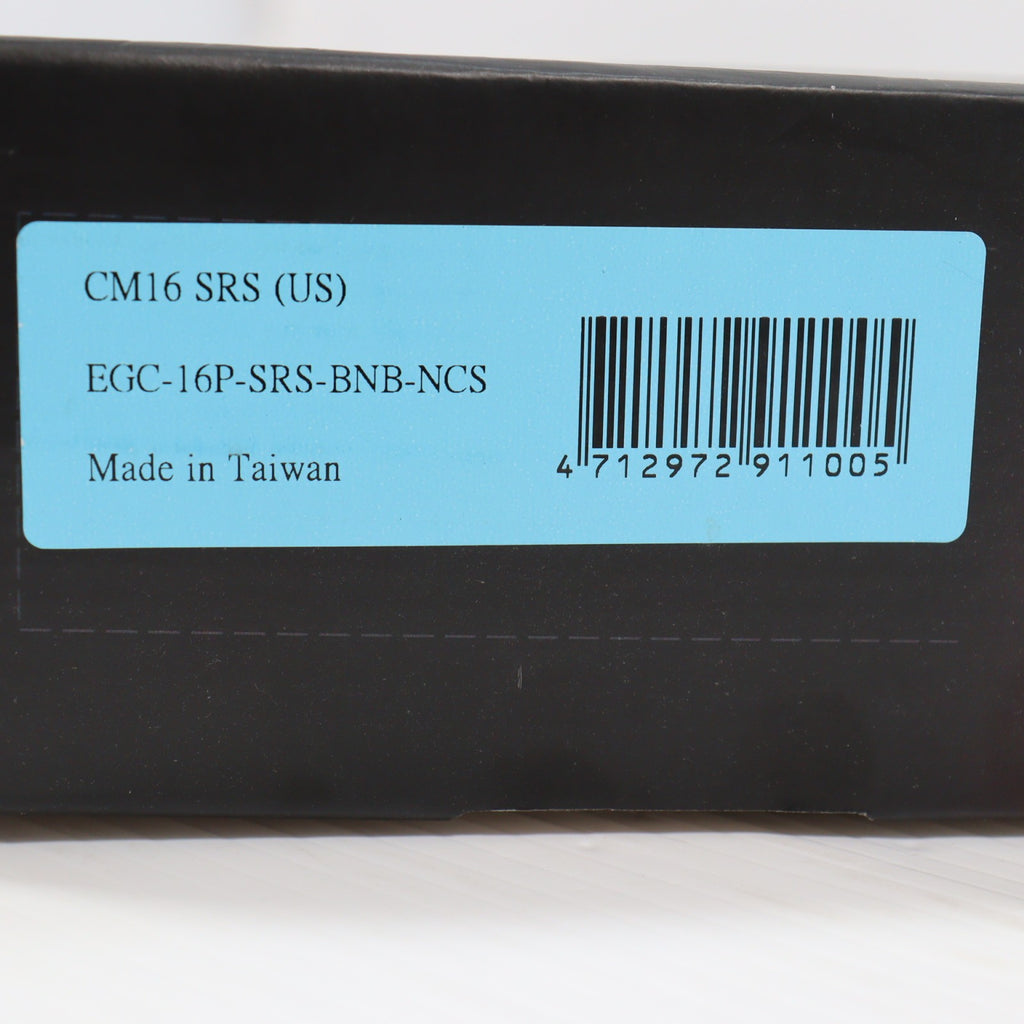 CM16 SRS (US)
EGC-16P-SRS-BNB-NCS
Made in Taiwan
4 712972 911005